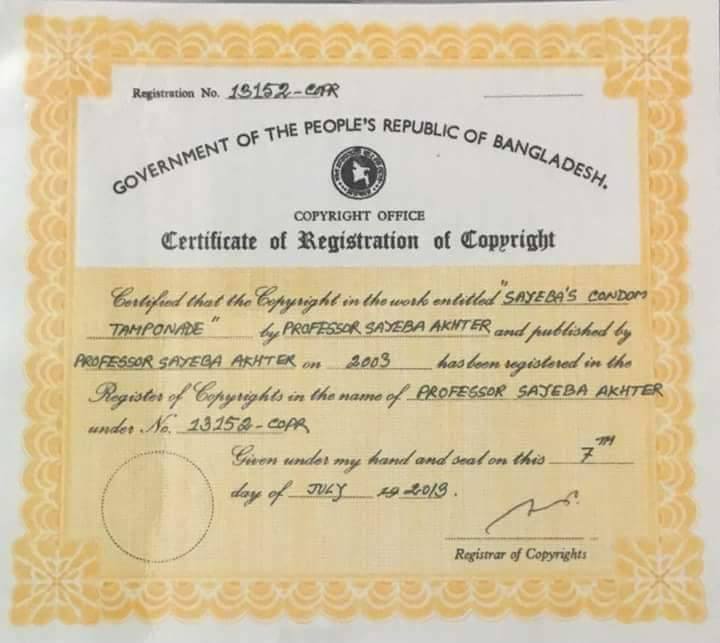 Registration No. 13152-COPR
GOVERNMENT OF THE PEOPLE'S REPUBLIC OF BANGLADESH.
COPYRIGHT OFFICE
Certificate of Registration of Copyright
Certified that the Copyright in the work entitled "SAYEBA'S CONDOM
TAMPONADE" by PROFESSOR SAYEBA AKHTER and published by
PROFESSOR SAYEBA AKHTER on 2003 has been registered in the
Register of Copyrights in the name of PROFESSOR SAYEBA AKHTER
under No. 13152-COPR
Given under my hand and seal on this 7TH
day of JULY 19 2013.
Registrar of Copyrights